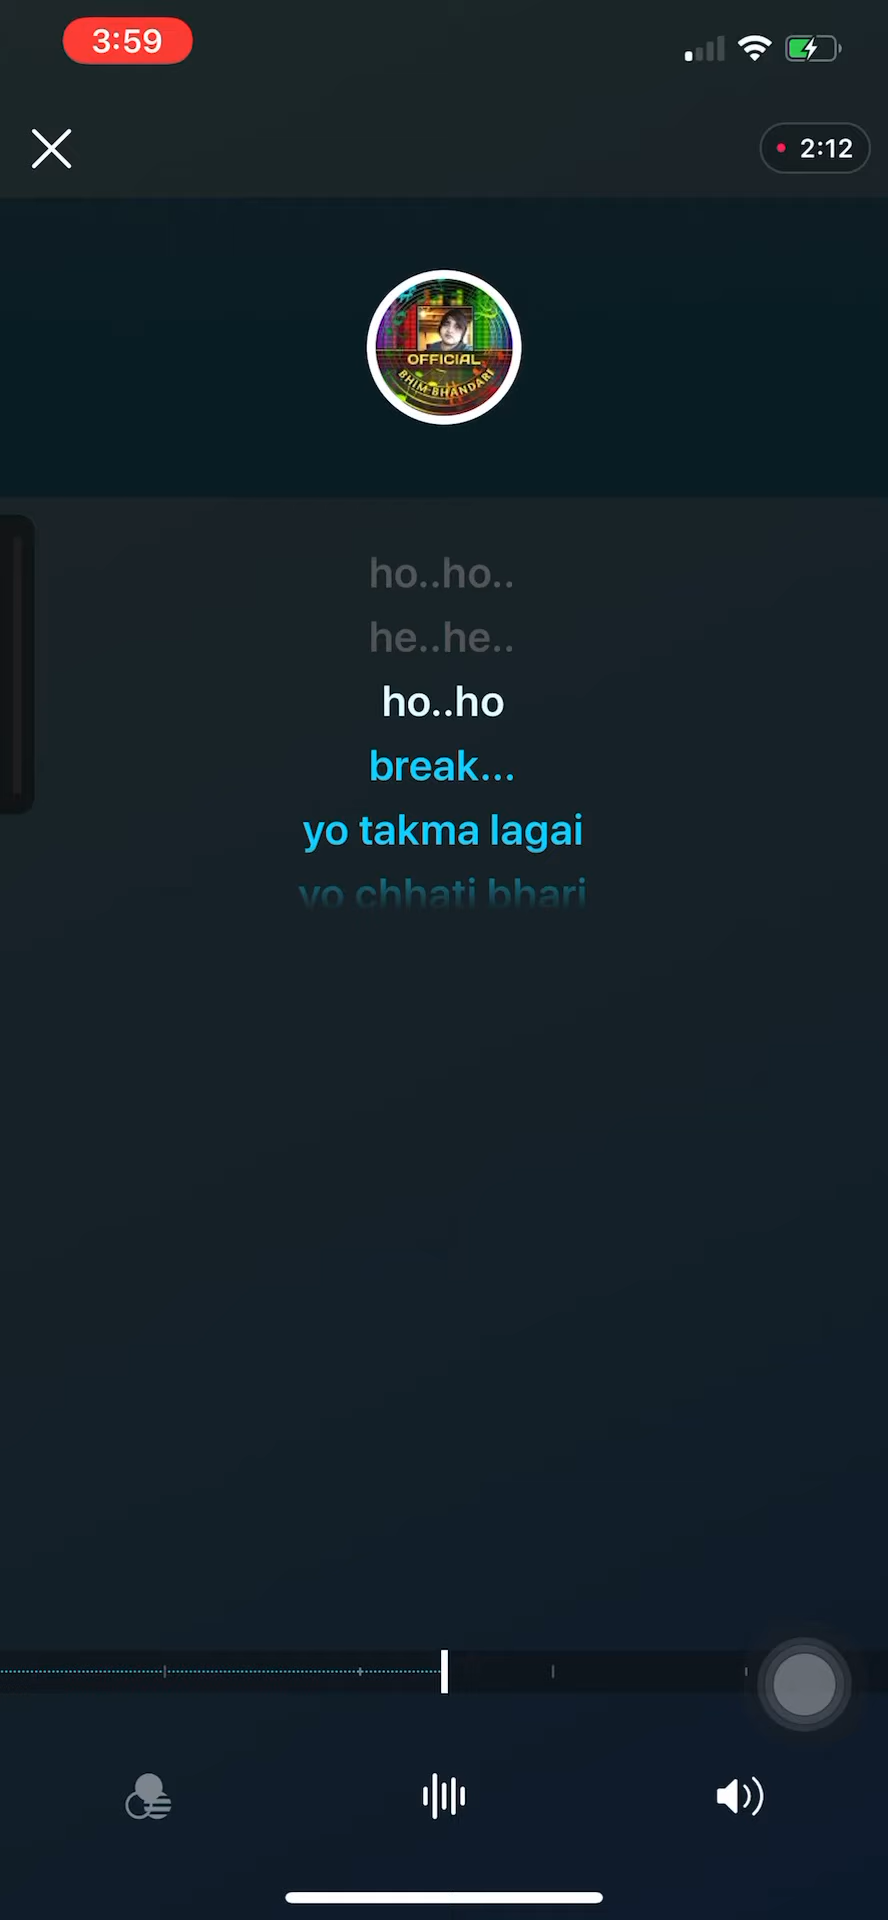 3:59
2:12
OFFICIAL
BHIM BHANDARI
ho..ho..
he..he..
ho..ho
break...
yo takma lagai
yo chhati bhari